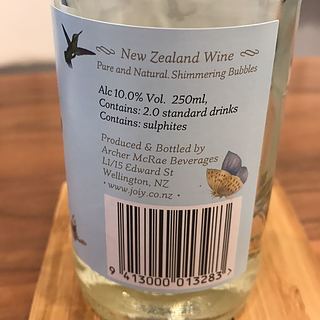 New Zealand Wine
Pure and Natural. Shimmering Bubbles
Alc 10.0% Vol. 250ml,
Contains: 2.0 standard drinks
Contains: sulphites
Produced & Bottled by
Archer McRae Beverages
L1/15 Edward St
Wellington, NZ
· www.joiy.co.nz ·
9 413000 013283 >